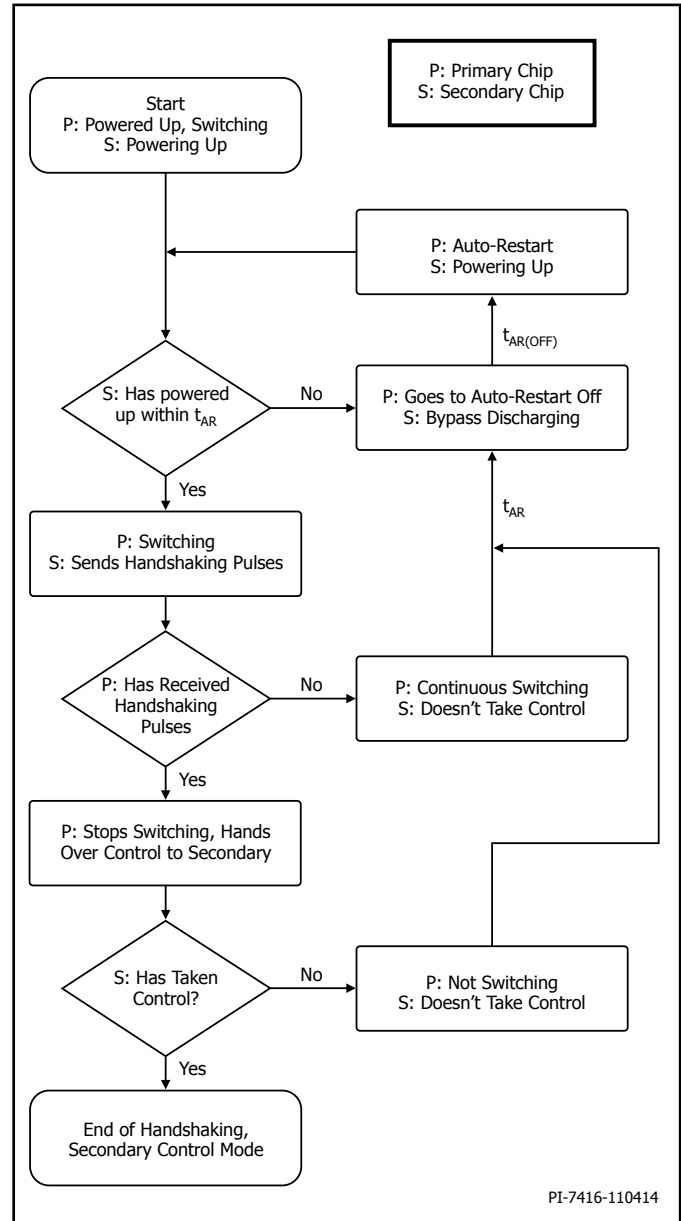 P: Primary Chip
S: Secondary Chip
Start
P: Powered Up, Switching
S: Powering Up
P: Auto-Restart
S: Powering Up
tAR(OFF)
S: Has powered
up within tAR
No
P: Goes to Auto-Restart Off
S: Bypass Discharging
Yes
tAR
P: Switching
S: Sends Handshaking Pulses
P: Has Received
Handshaking
Pulses
No
P: Continuous Switching
S: Doesn't Take Control
Yes
P: Stops Switching, Hands
Over Control to Secondary
S: Has Taken
Control?
No
P: Not Switching
S: Doesn't Take Control
Yes
End of Handshaking,
Secondary Control Mode
PI-7416-110414